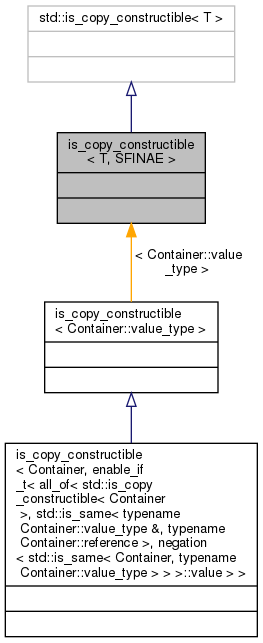 std::is_copy_constructible< T >
is_copy_constructible
< T, SFINAE >
< Container::value
_type >
is_copy_constructible
< Container::value_type >
is_copy_constructible
< Container, enable_if
_t< all_of< std::is_copy
_constructible< Container
>, std::is_same< typename
Container::value_type &, typename
Container::reference >, negation
< std::is_same< Container, typename
Container::value_type > > >::value > >